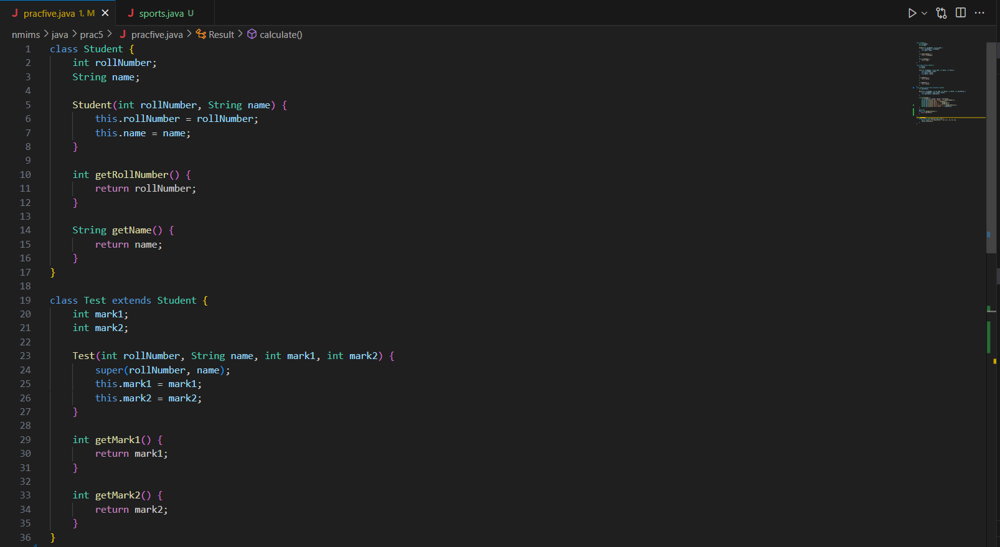 J pracfive.java 1, M
J sports.java U
nmims > java > prac5 > J pracfive.java > Result > calculate()
1 class Student {
2     int rollNumber;
3     String name;
4
5     Student(int rollNumber, String name) {
6         this.rollNumber = rollNumber;
7         this.name = name;
8     }
9
10     int getRollNumber() {
11         return rollNumber;
12     }
13
14     String getName() {
15         return name;
16     }
17 }
18
19 class Test extends Student {
20     int mark1;
21     int mark2;
22
23     Test(int rollNumber, String name, int mark1, int mark2) {
24         super(rollNumber, name);
25         this.mark1 = mark1;
26         this.mark2 = mark2;
27     }
28
29     int getMark1() {
30         return mark1;
31     }
32
33     int getMark2() {
34         return mark2;
35     }
36 }